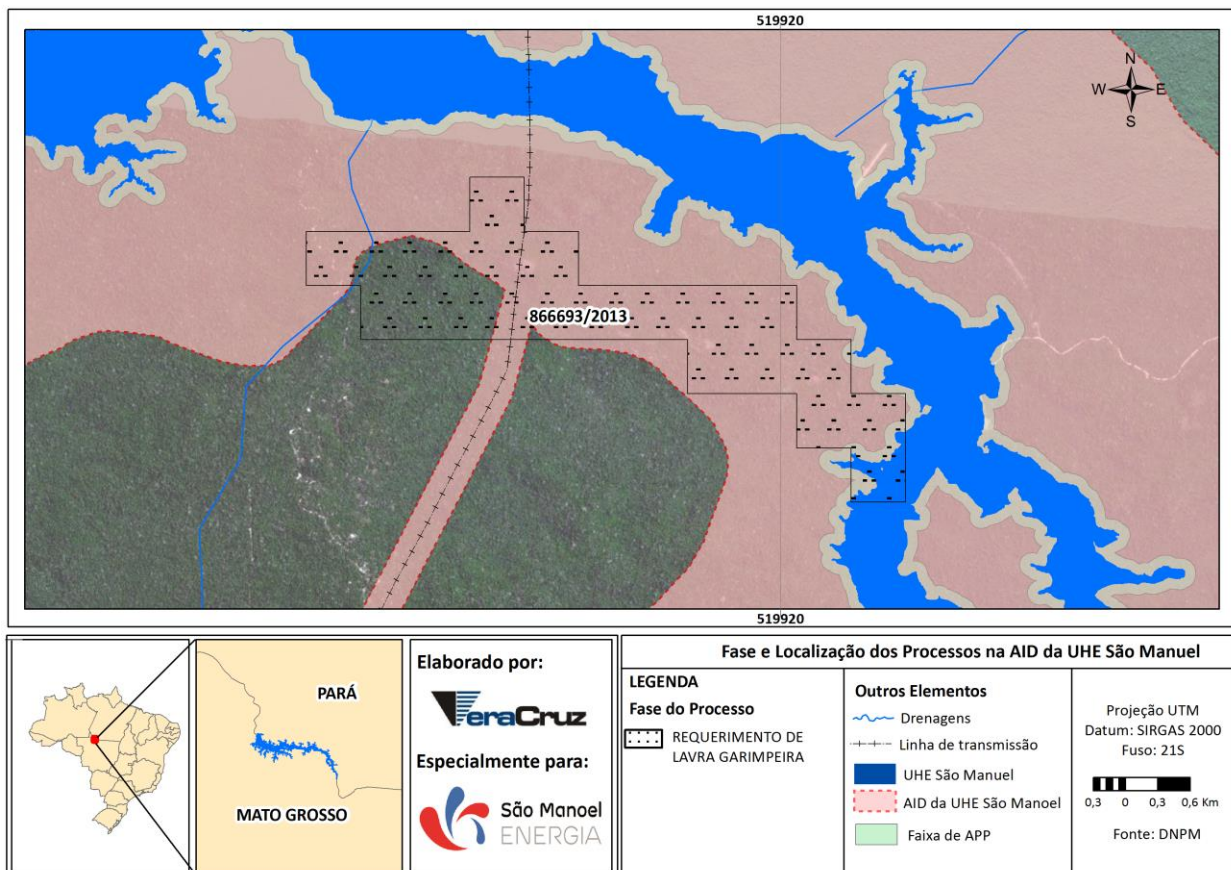 519920
N
W E
S
866693/2013
519920
PARÁ
MATO GROSSO
Elaborado por:
VeraCruz
Especialmente para:
São Manoel
ENERGIA
Fase e Localização dos Processos na AID da UHE São Manuel
LEGENDA
Fase do Processo
REQUERIMENTO DE
LAVRA GARIMPEIRA
Outros Elementos
Drenagens
Linha de transmissão
UHE São Manuel
AID da UHE São Manoel
Faixa de APP
Projeção UTM
Datum: SIRGAS 2000
Fuso: 21S
0,3 0 0,3 0,6 Km
Fonte: DNPM